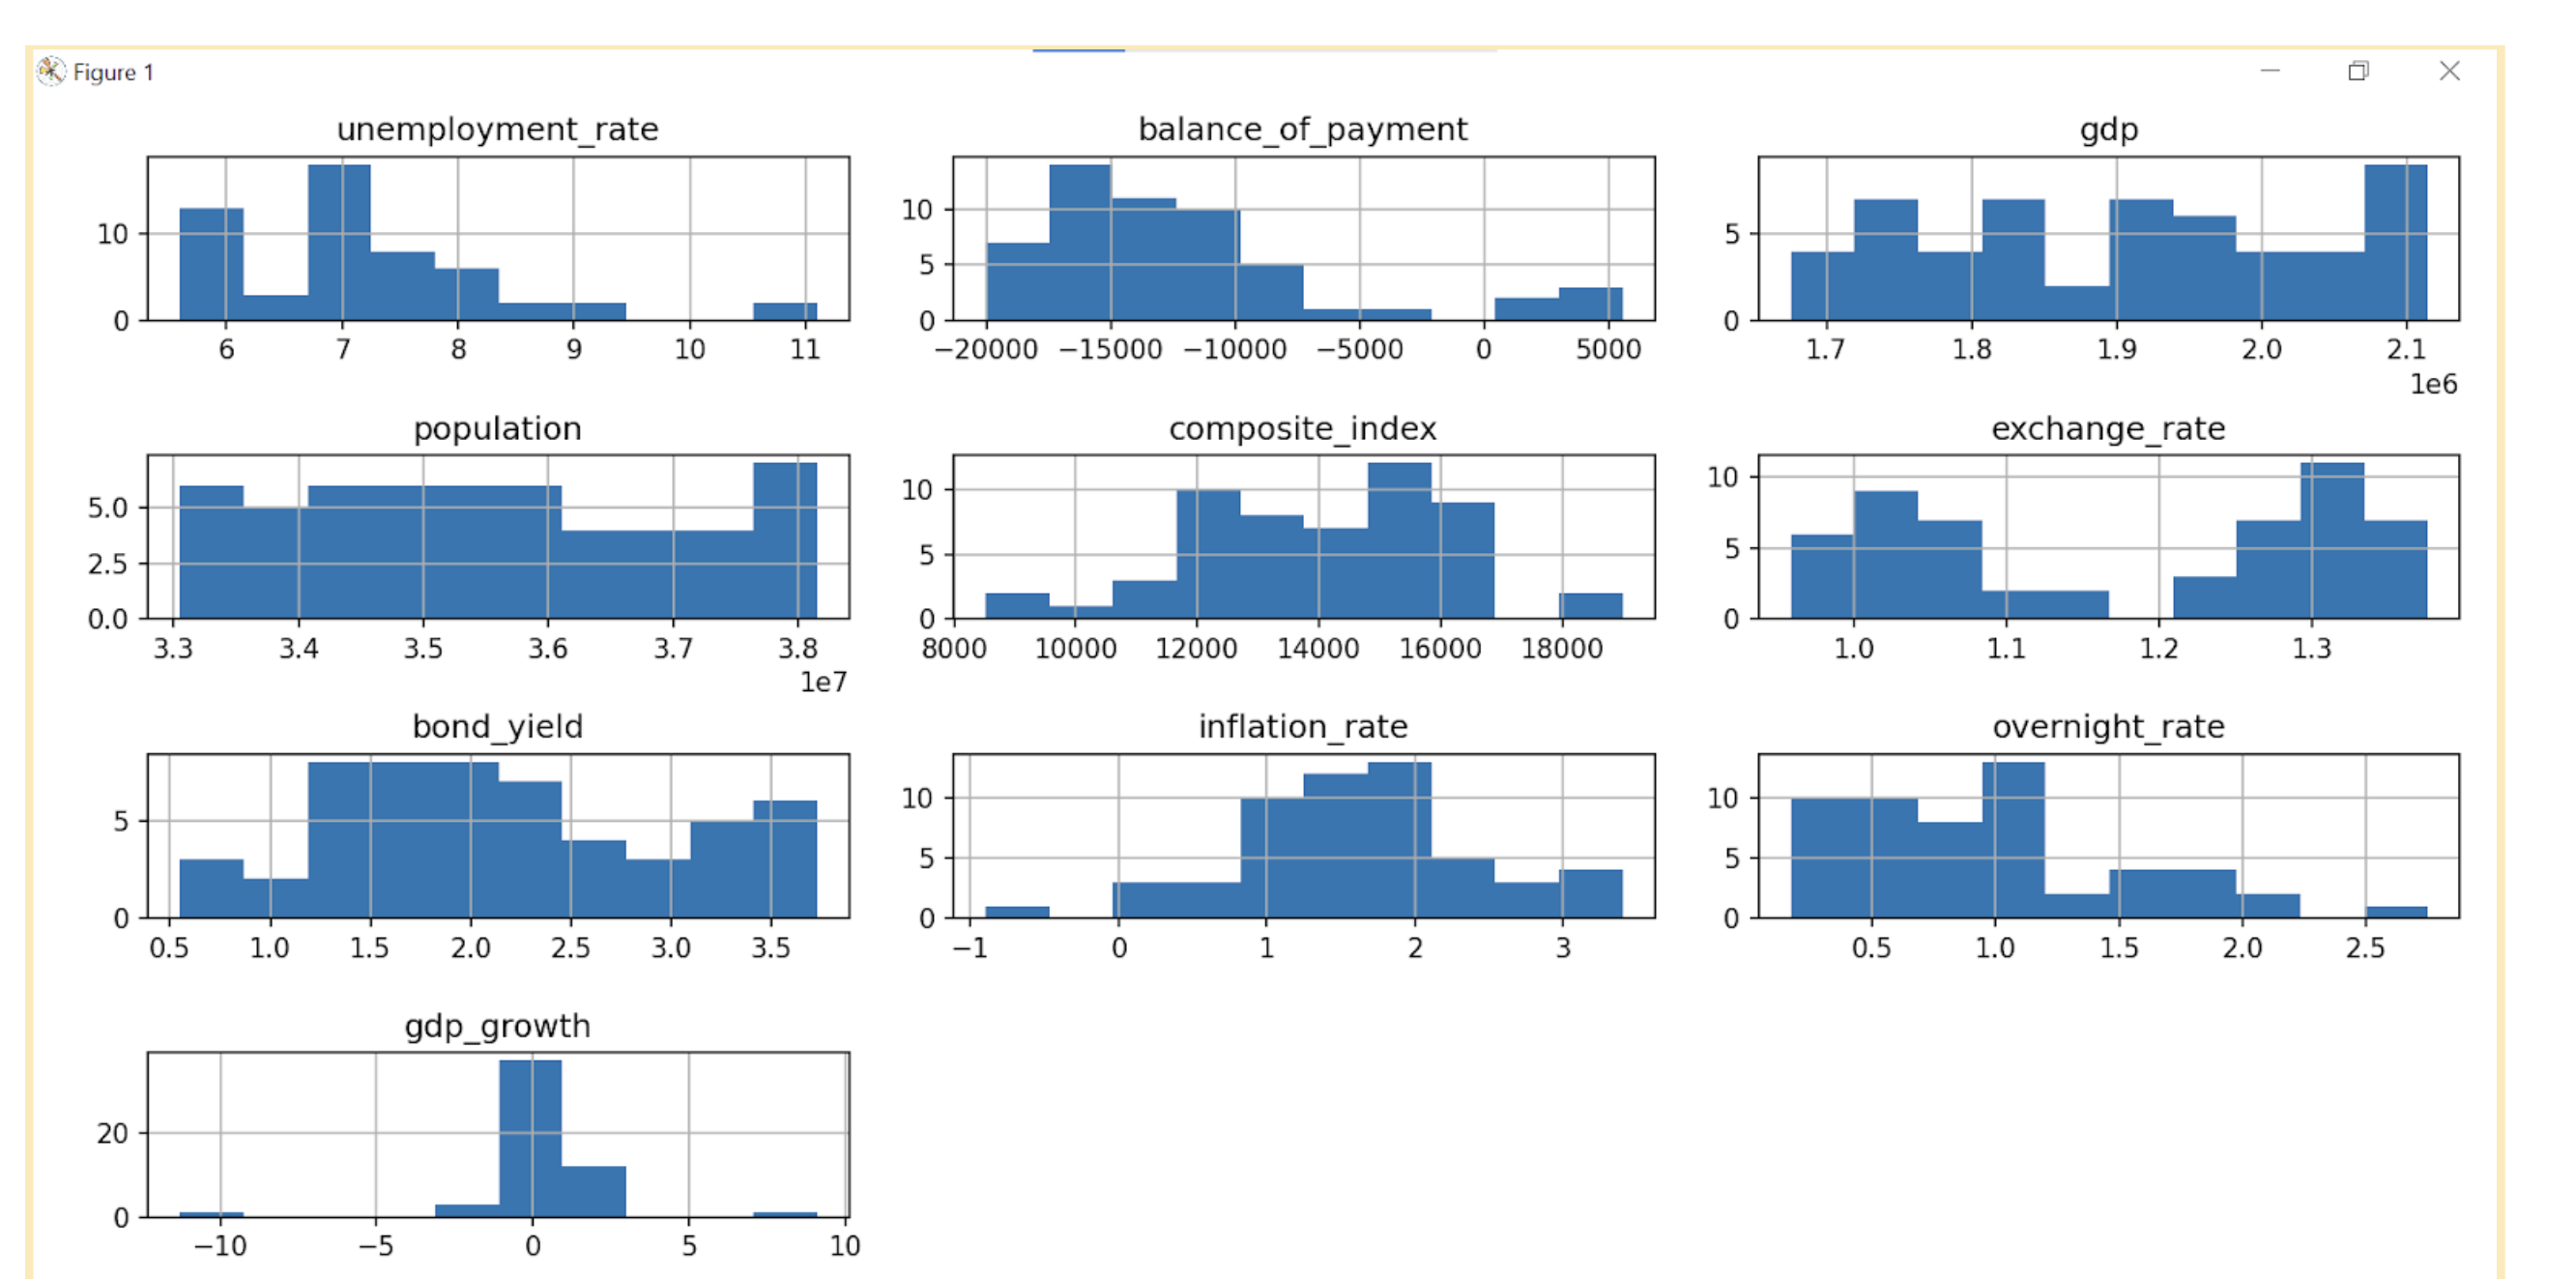 Figure 1
unemployment_rate
10
0
6 7 8 9 10 11
balance_of_payment
10
5
0
−20000 −15000 −10000 −5000 0 5000
gdp
5
0
1.7 1.8 1.9 2.0 2.1
1e6
population
5.0
2.5
0.0
3.3 3.4 3.5 3.6 3.7 3.8
1e7
composite_index
10
5
0
8000 10000 12000 14000 16000 18000
exchange_rate
10
5
0
1.0 1.1 1.2 1.3
bond_yield
5
0
0.5 1.0 1.5 2.0 2.5 3.0 3.5
inflation_rate
10
5
0
−1 0 1 2 3
overnight_rate
10
5
0
0.5 1.0 1.5 2.0 2.5
gdp_growth
20
0
−10 −5 0 5 10